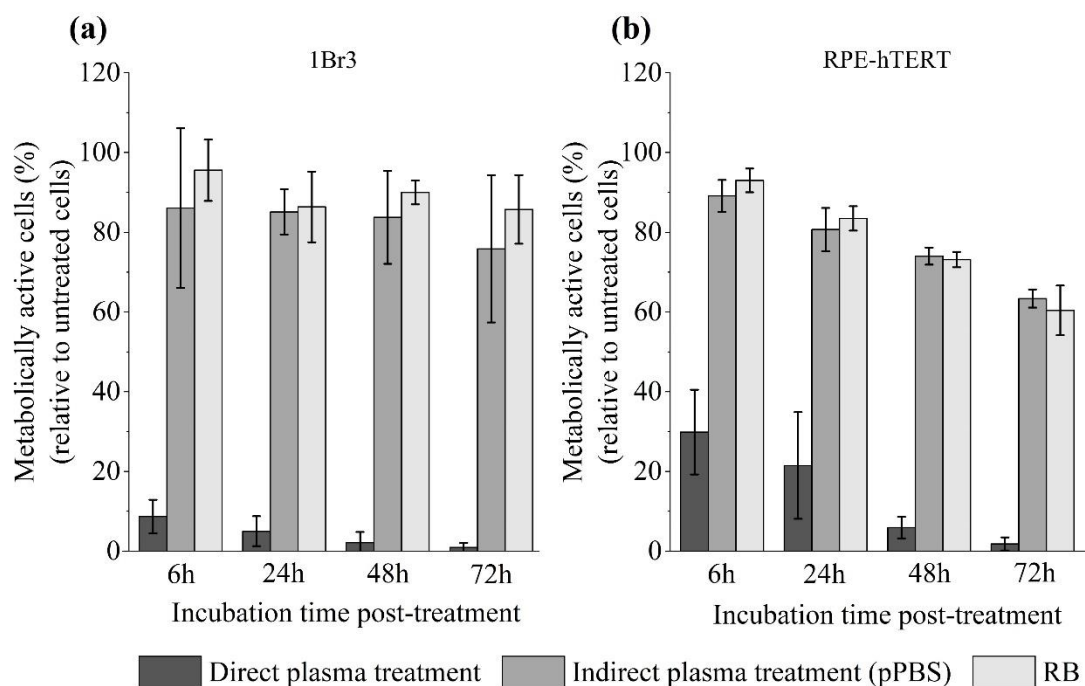 (a)
1Br3
Metabolically active cells (%)
(relative to untreated cells)
120
100
80
60
40
20
0
6h 24h 48h 72h
Incubation time post-treatment
(b)
RPE-hTERT
Metabolically active cells (%)
(relative to untreated cells)
120
100
80
60
40
20
0
6h 24h 48h 72h
Incubation time post-treatment
Direct plasma treatment Indirect plasma treatment (pPBS) RB